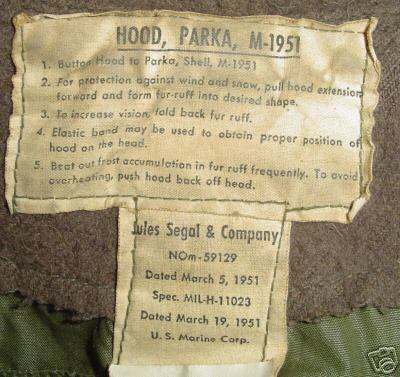 HOOD, PARKA, M-1951
1. Button Hood to Parka, Shell, M-1951
2. For protection against wind and snow, pull hood extension
forward and form fur-ruff into desired shape.
3. To increase vision, fold back fur ruff.
4. Elastic band may be used to obtain proper position of
hood on the head.
5. Beat out frost accumulation in fur ruff frequently. To avoid
overheating, push hood back off head.
Jules Segal & Company
NOm-59129
Dated March 5, 1951
Spec. MIL-H-11023
Dated March 19, 1951
U. S. Marine Corp.
ebY